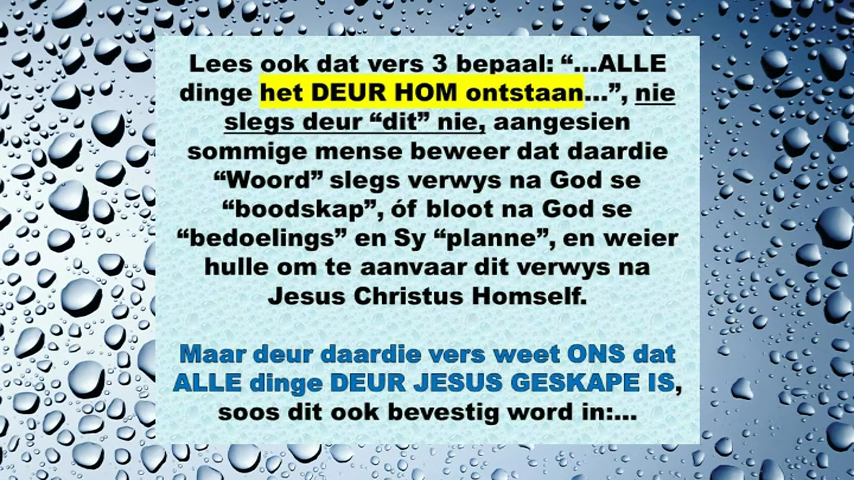 Lees ook dat vers 3 bepaal: “...ALLE
dinge het DEUR HOM ontstaan...”, nie
slegs deur “dit” nie, aangesien
sommige mense beweer dat daardie
“Woord” slegs verwys na God se
“boodskap”, óf bloot na God se
“bedoelings” en Sy “planne”, en weier
hulle om te aanvaar dit verwys na
Jesus Christus Homself.
Maar deur daardie vers weet ONS dat
ALLE dinge DEUR JESUS GESKAPE IS,
soos dit ook bevestig word in:...